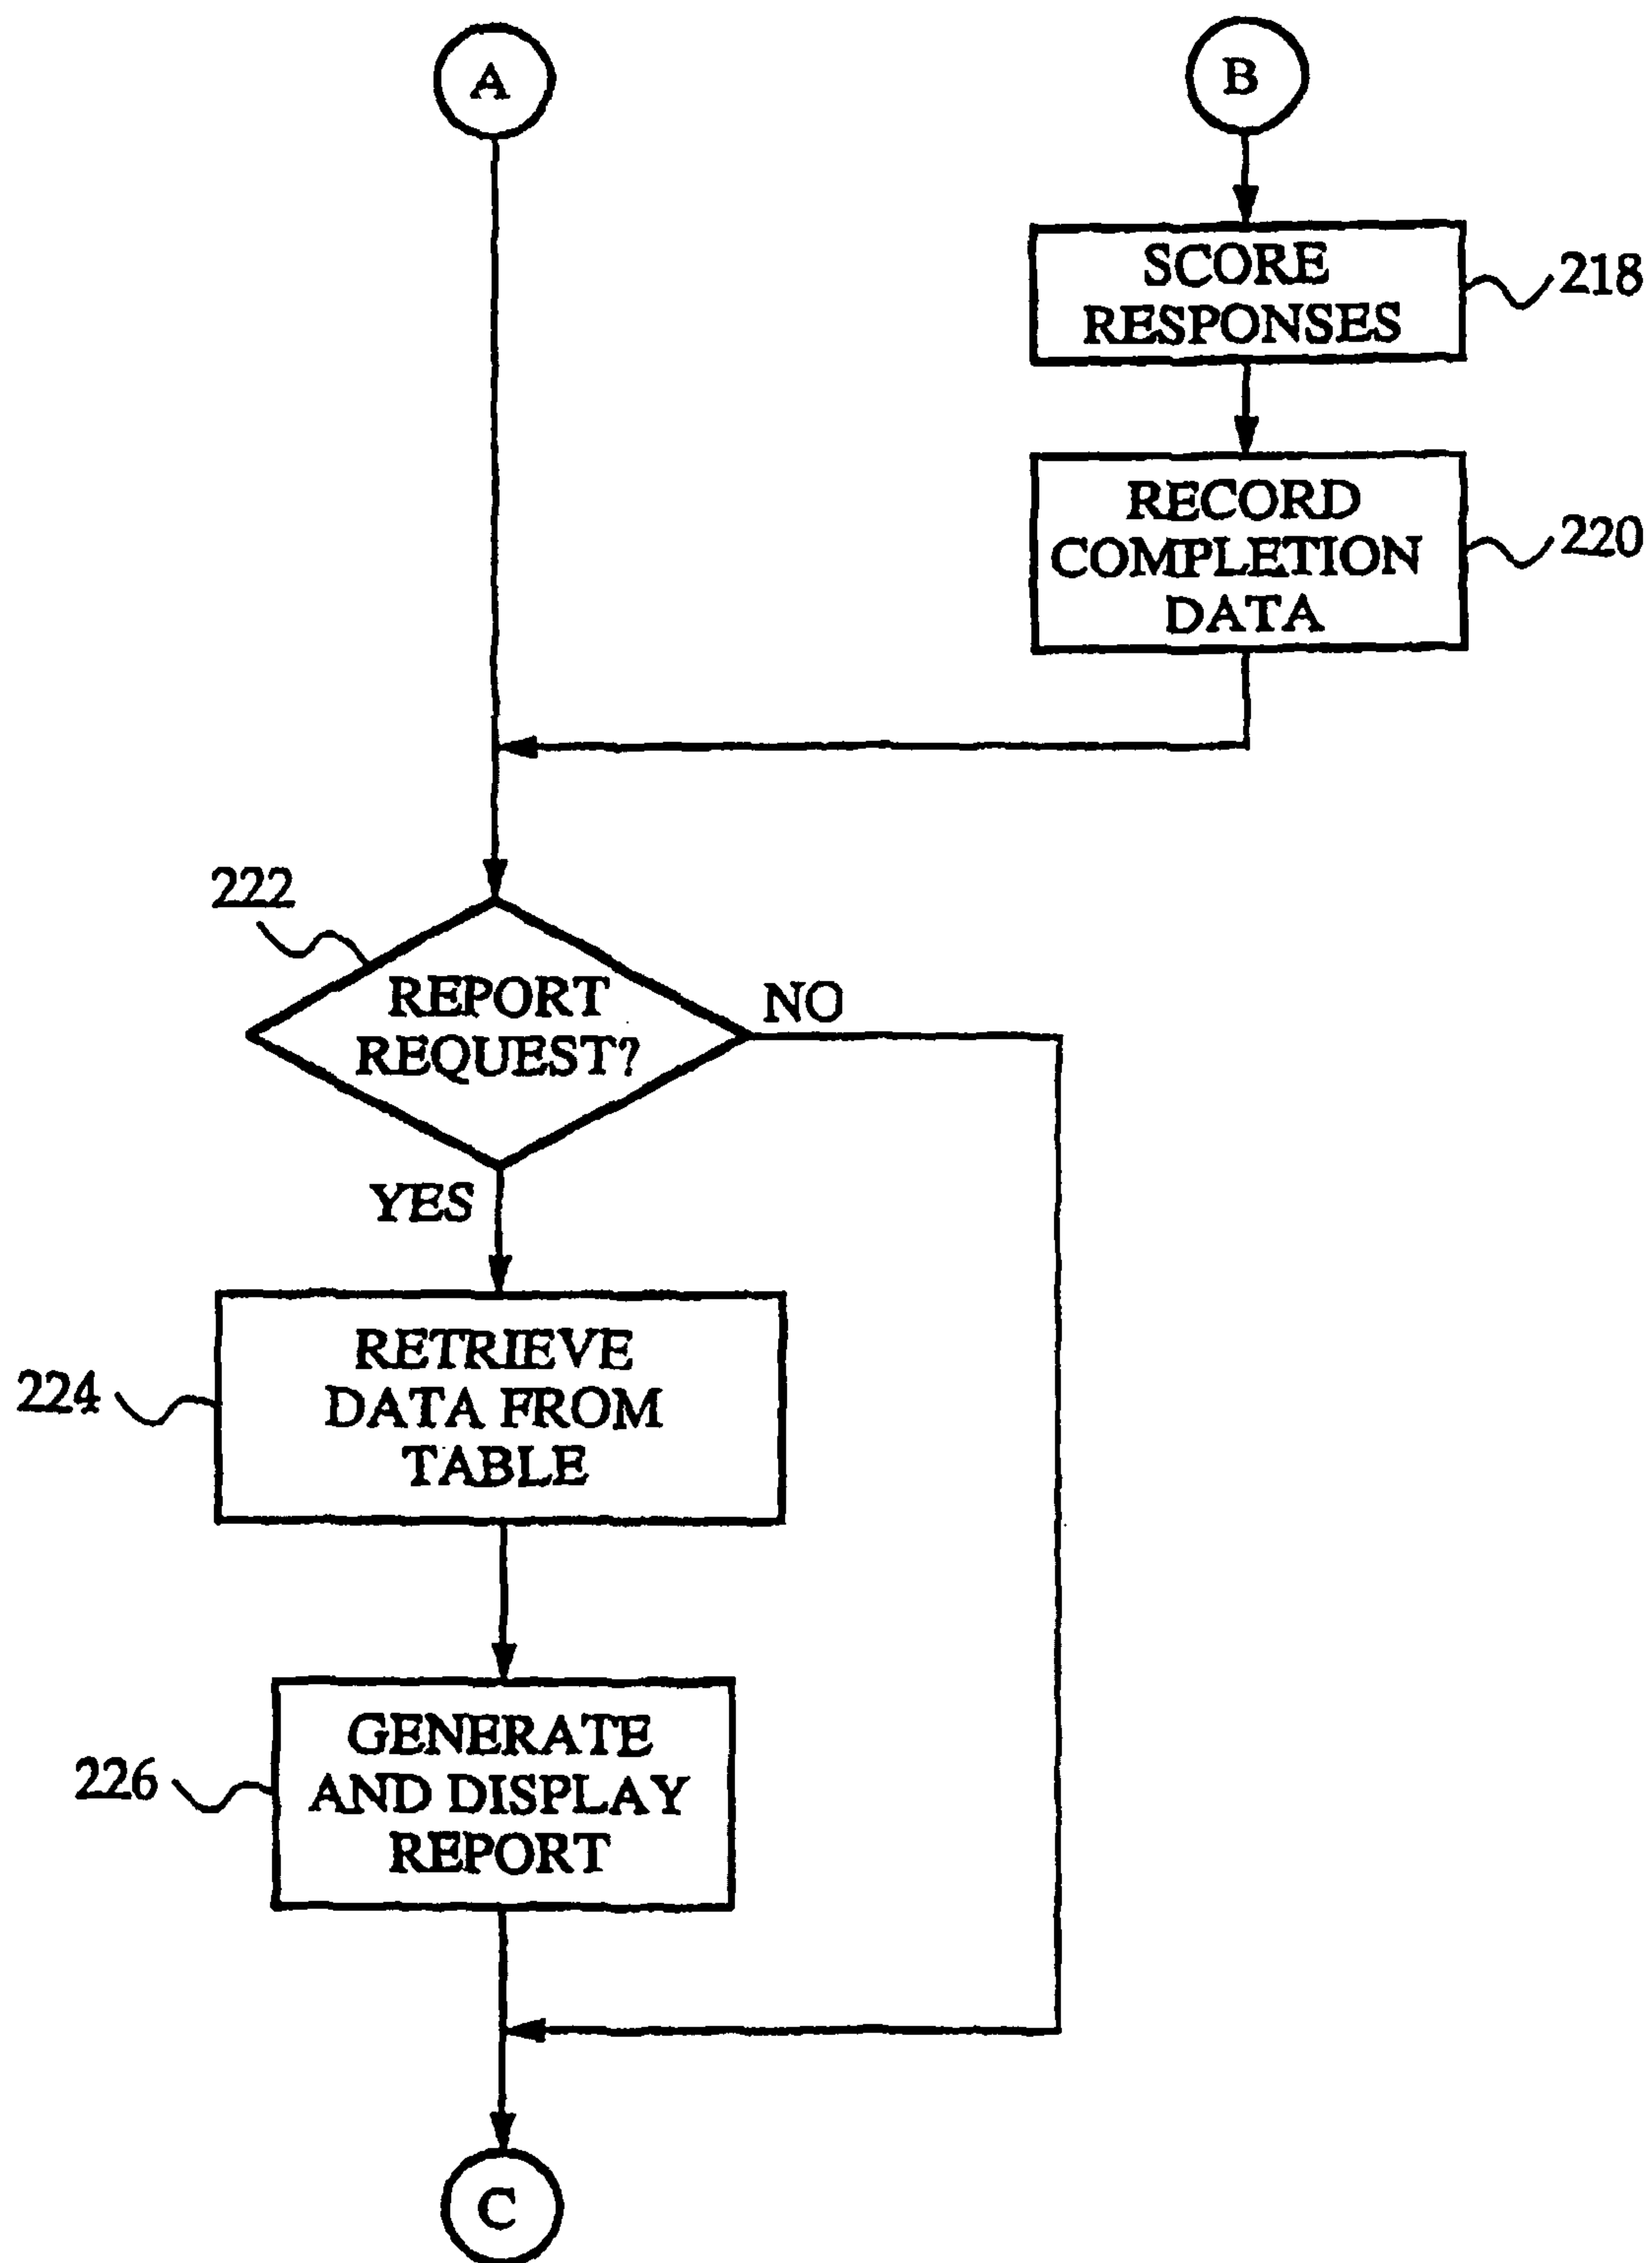 A
B
SCORE
RESPONSES
218
RECORD
COMPLETION
DATA
220
222
REPORT
REQUEST?
NO
YES
RETRIEVE
DATA FROM
TABLE
224
GENERATE
AND DISPLAY
REPORT
226
C